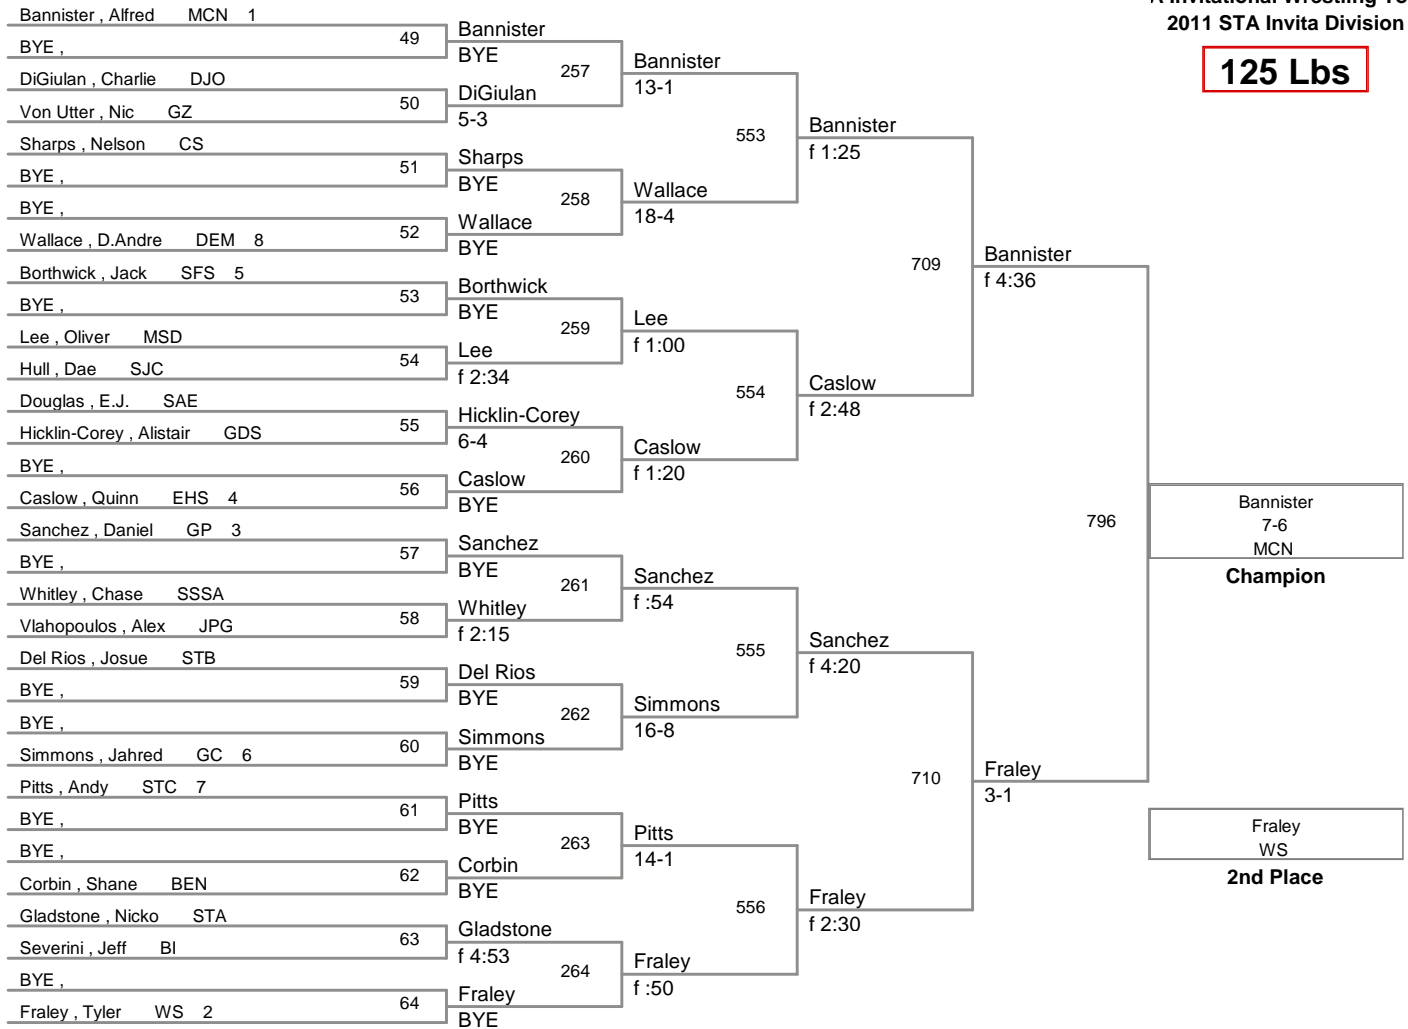 2011 STA Invita Division
125 Lbs
Bannister , Alfred MCN 1
BYE ,
DiGiulan , Charlie DJO
Von Utter , Nic GZ
Sharps , Nelson CS
BYE ,
BYE ,
Wallace , D.Andre DEM 8
Borthwick , Jack SFS 5
BYE ,
Lee , Oliver MSD
Hull , Dae SJC
Douglas , E.J. SAE
Hicklin-Corey , Alistair GDS
BYE ,
Caslow , Quinn EHS 4
Sanchez , Daniel GP 3
BYE ,
Whitley , Chase SSSA
Vlahopoulos , Alex JPG
Del Rios , Josue STB
BYE ,
BYE ,
Simmons , Jahred GC 6
Pitts , Andy STC 7
BYE ,
BYE ,
Corbin , Shane BEN
Gladstone , Nicko STA
Severini , Jeff BI
BYE ,
Fraley , Tyler WS 2
49
50
51
52
53
54
55
56
57
58
59
60
61
62
63
64
Bannister
BYE
DiGiulan
5-3
Sharps
BYE
Wallace
BYE
Borthwick
BYE
Lee
f 2:34
Hicklin-Corey
6-4
Caslow
BYE
Sanchez
BYE
Whitley
f 2:15
Del Rios
BYE
Simmons
BYE
Pitts
BYE
Corbin
BYE
Gladstone
f 4:53
Fraley
BYE
257
258
259
260
261
262
263
264
Bannister
13-1
Wallace
18-4
Lee
f 1:00
Caslow
f 1:20
Sanchez
f :54
Simmons
16-8
Pitts
14-1
Fraley
f :50
553
554
555
556
Bannister
f 1:25
Caslow
f 2:48
Sanchez
f 4:20
Fraley
f 2:30
709
710
Bannister
f 4:36
Fraley
3-1
796
Bannister
7-6
MCN
Champion
Fraley
WS
2nd Place